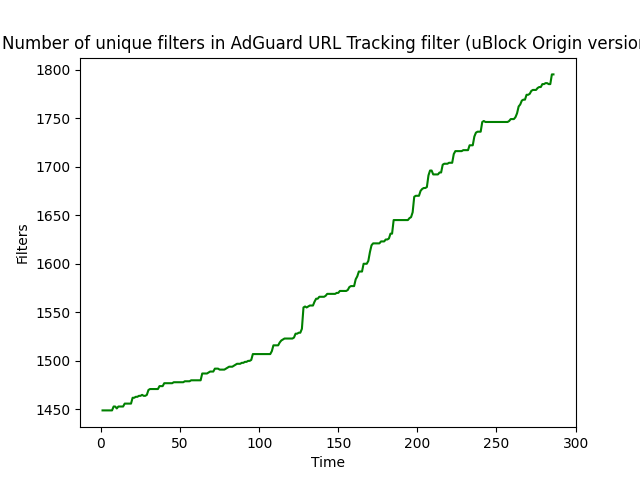 Number of unique filters in AdGuard URL Tracking filter (uBlock Origin version
1800
1750
1700
1650
1600
1550
1500
1450
Filters
0 50 100 150 200 250 300
Time